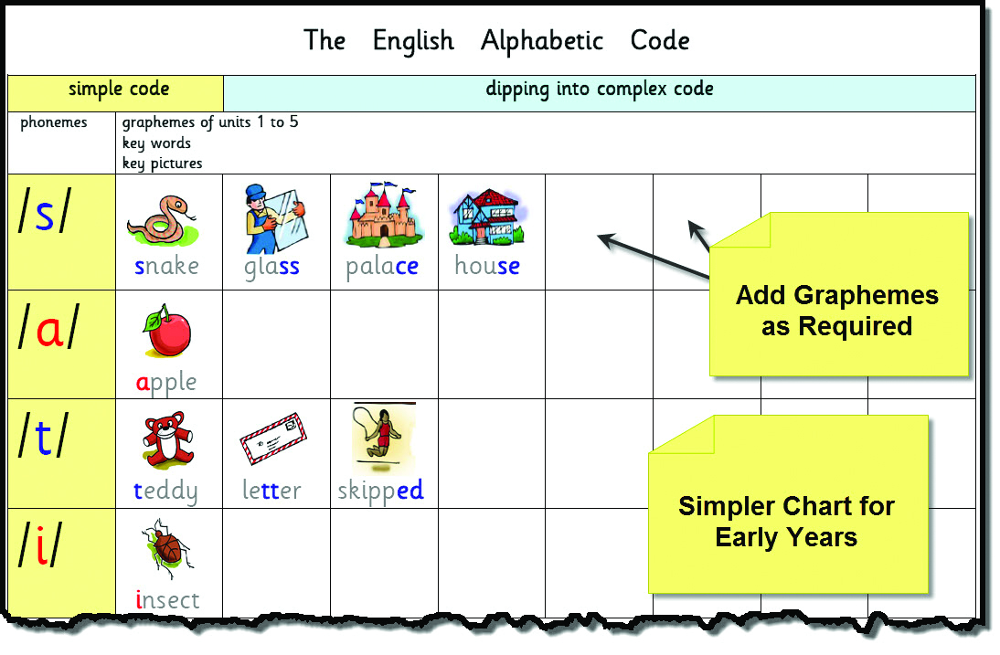 The English Alphabetic Code
simple code dipping into complex code
phonemes graphemes of units 1 to 5
key words
key pictures
/s/
snake glass palace house
Add Graphemes
as Required
/a/
apple
/t/
teddy letter skipped
Simpler Chart for
Early Years
/i/
insect